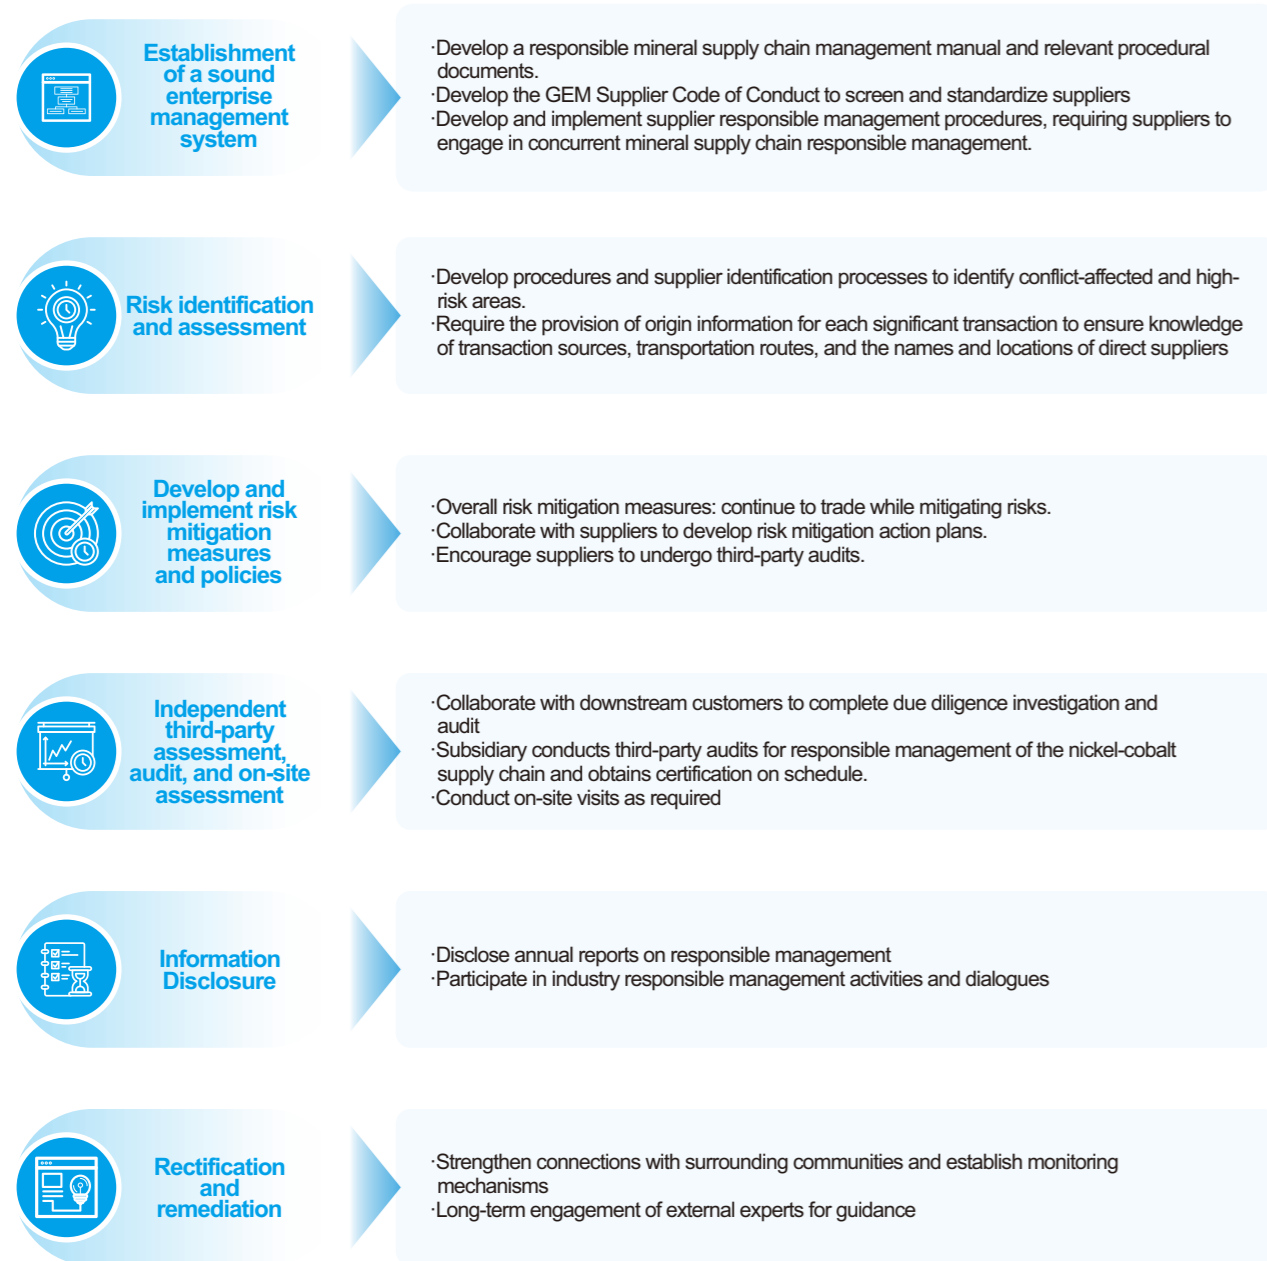 Establishment
of a sound
enterprise
management
system
·Develop a responsible mineral supply chain management manual and relevant procedural
documents.
·Develop the GEM Supplier Code of Conduct to screen and standardize suppliers
·Develop and implement supplier responsible management procedures, requiring suppliers to
engage in concurrent mineral supply chain responsible management.
Risk identification
and assessment
·Develop procedures and supplier identification processes to identify conflict-affected and high-
risk areas.
·Require the provision of origin information for each significant transaction to ensure knowledge
of transaction sources, transportation routes, and the names and locations of direct suppliers
Develop and
implement risk
mitigation
measures
and policies
·Overall risk mitigation measures: continue to trade while mitigating risks.
·Collaborate with suppliers to develop risk mitigation action plans.
·Encourage suppliers to undergo third-party audits.
Independent
third-party
assessment,
audit, and on-site
assessment
·Collaborate with downstream customers to complete due diligence investigation and
audit
·Subsidiary conducts third-party audits for responsible management of the nickel-cobalt
supply chain and obtains certification on schedule.
·Conduct on-site visits as required
Information
Disclosure
·Disclose annual reports on responsible management
·Participate in industry responsible management activities and dialogues
Rectification
and
remediation
·Strengthen connections with surrounding communities and establish monitoring
mechanisms
·Long-term engagement of external experts for guidance